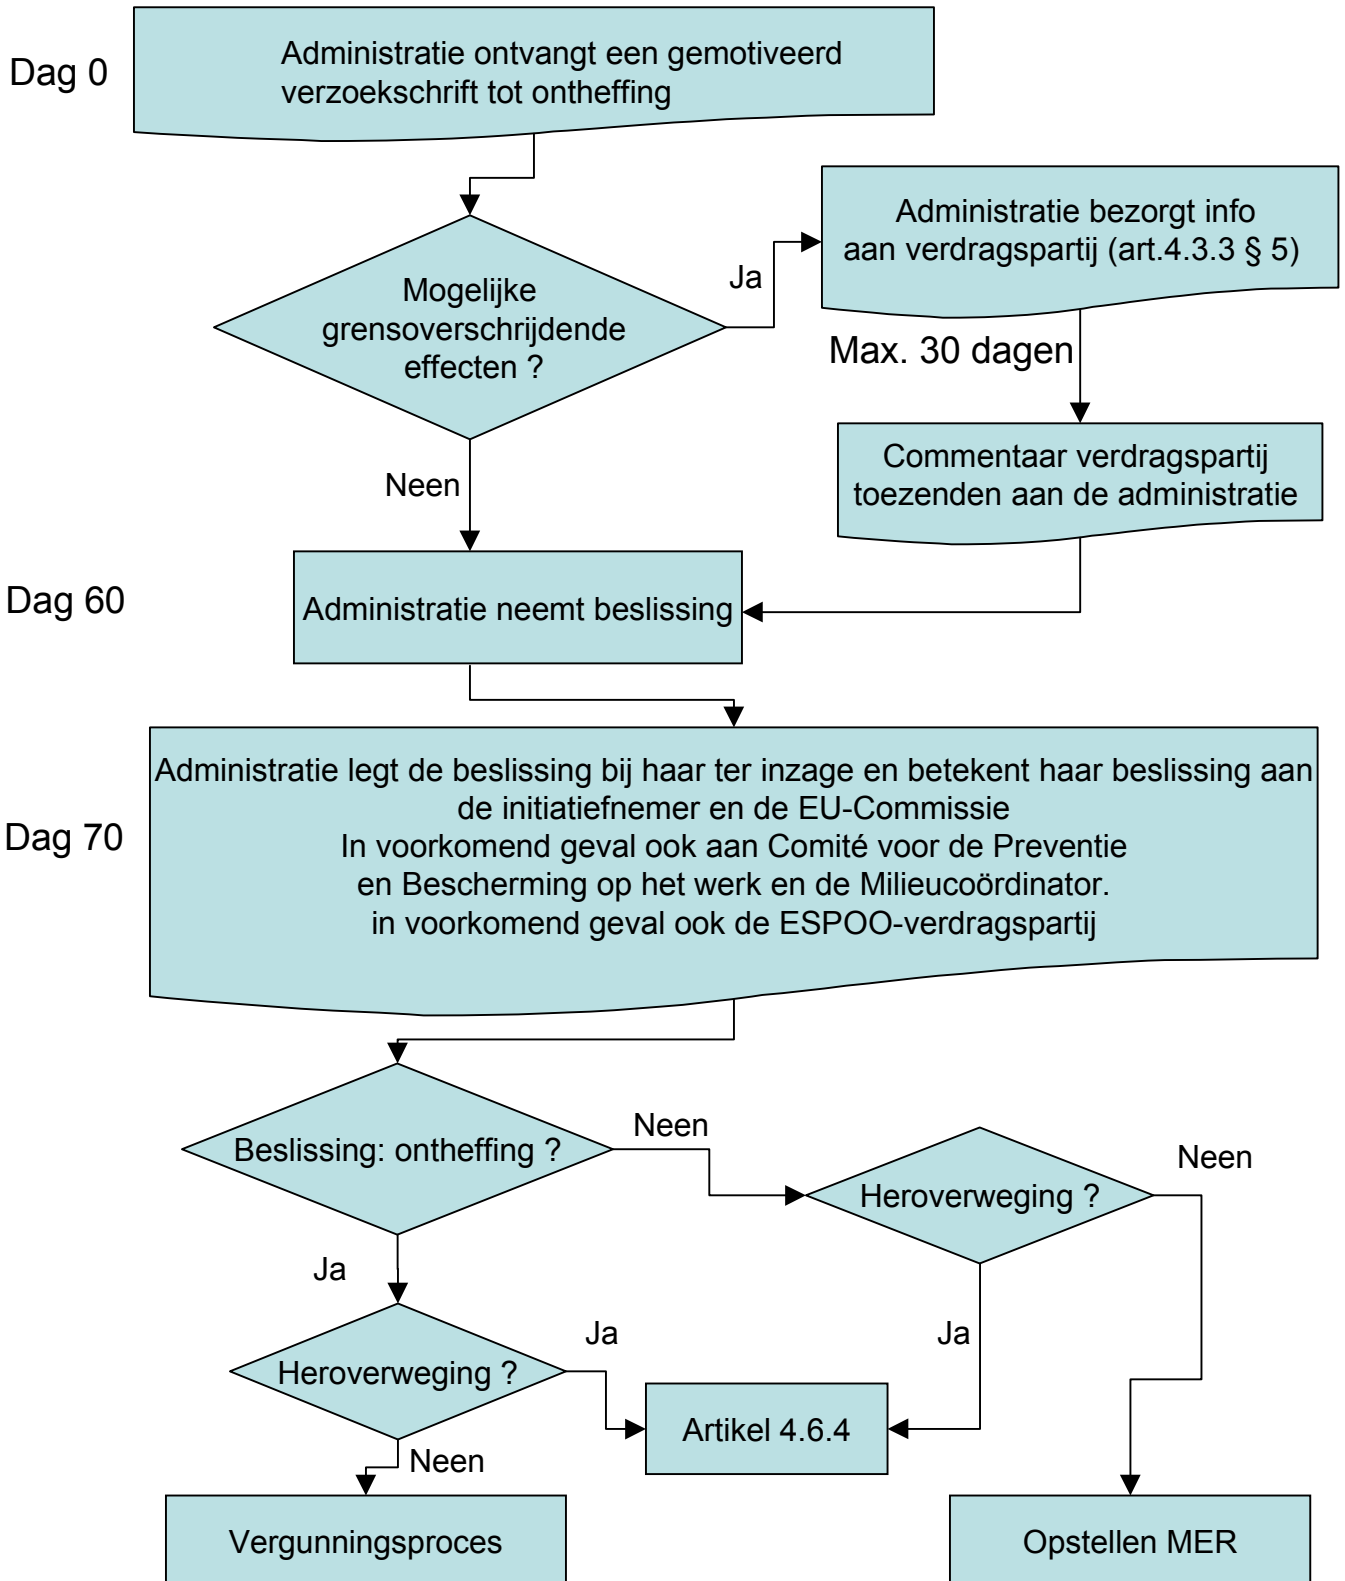 Dag 0
Administratie ontvangt een gemotiveerd
verzoekschrift tot ontheffing
Mogelijke
grensoverschrijdende
effecten ?
Ja
Administratie bezorgt info
aan verdragspartij (art.4.3.3 § 5)
Max. 30 dagen
Commentaar verdragspartij
toezenden aan de administratie
Neen
Dag 60
Administratie neemt beslissing
Dag 70
Administratie legt de beslissing bij haar ter inzage en betekent haar beslissing aan
de initiatiefnemer en de EU-Commissie
In voorkomend geval ook aan Comité voor de Preventie
en Bescherming op het werk en de Milieucoördinator.
in voorkomend geval ook de ESPOO-verdragspartij
Beslissing: ontheffing ?
Neen
Heroverweging ?
Neen
Ja
Heroverweging ?
Ja
Ja
Artikel 4.6.4
Neen
Vergunningsproces
Opstellen MER